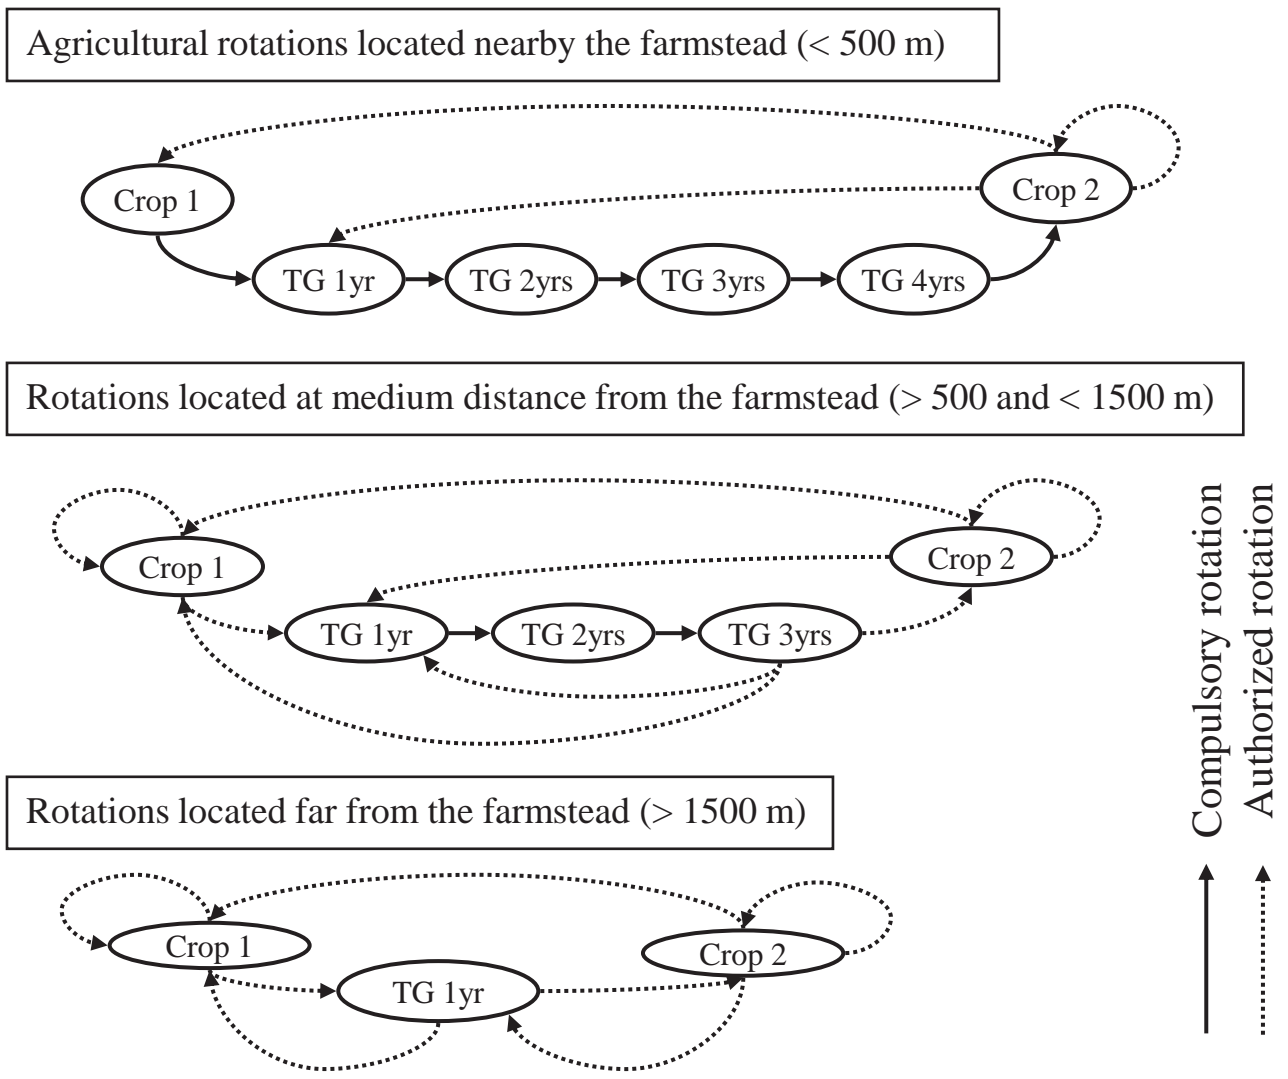 Agricultural rotations located nearby the farmstead (< 500 m)
Crop 1
Crop 2
TG 1yr
TG 2yrs
TG 3yrs
TG 4yrs
Rotations located at medium distance from the farmstead (> 500 and < 1500 m)
Crop 1
Crop 2
TG 1yr
TG 2yrs
TG 3yrs
Rotations located far from the farmstead (> 1500 m)
Crop 1
Crop 2
TG 1yr
Compulsory rotation
Authorized rotation